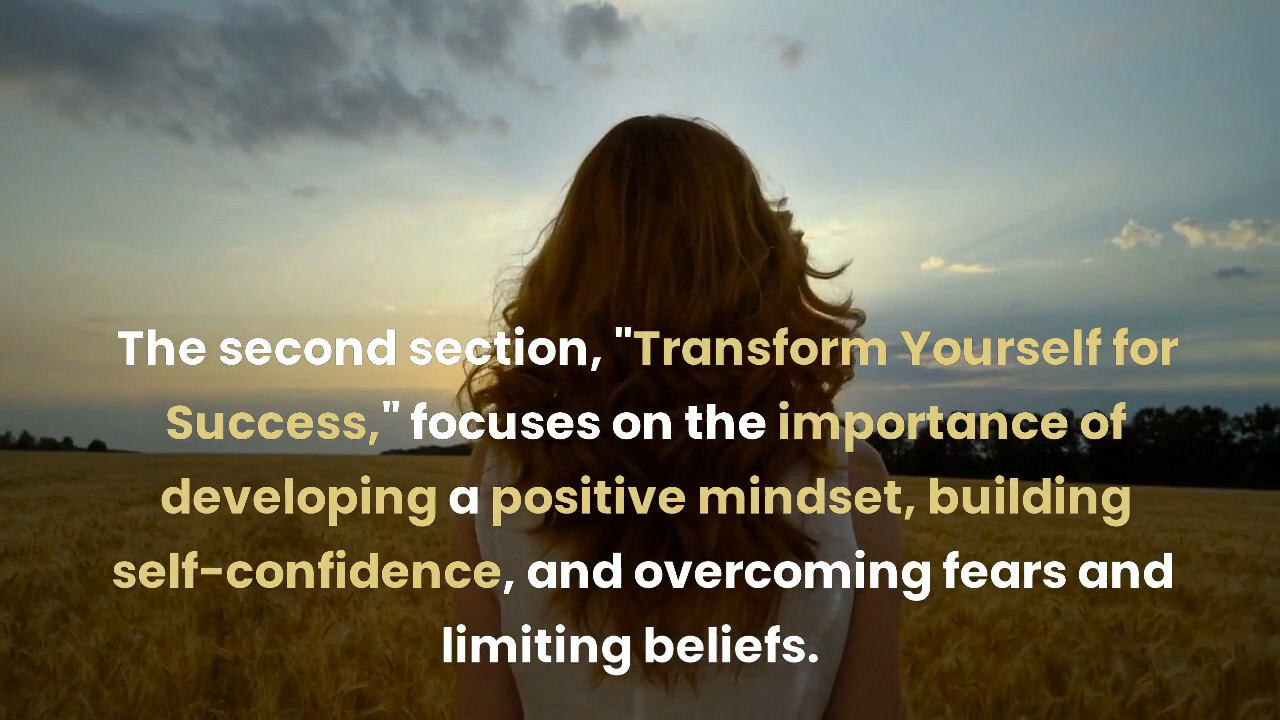 The second section, "Transform Yourself for
Success," focuses on the importance of
developing a positive mindset, building
self-confidence, and overcoming fears and
limiting beliefs.